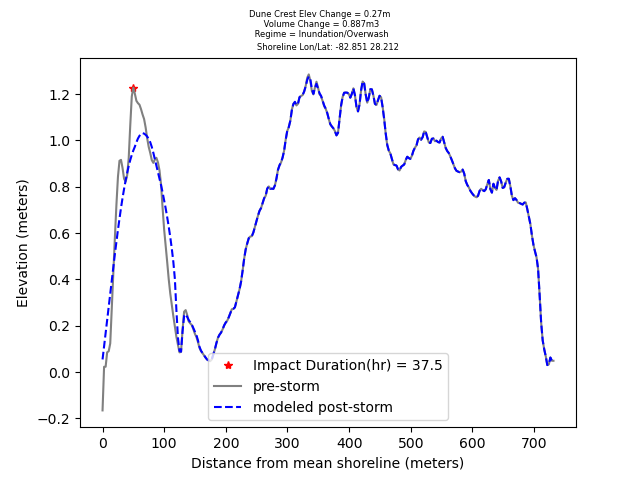 Dune Crest Elev Change = 0.27m
Volume Change = 0.887m3
Regime = Inundation/Overwash
Shoreline Lon/Lat: -82.851 28.212
Elevation (meters)
1.2
1.0
0.8
0.6
0.4
0.2
0.0
−0.2
Impact Duration(hr) = 37.5
pre-storm
modeled post-storm
0 100 200 300 400 500 600 700
Distance from mean shoreline (meters)